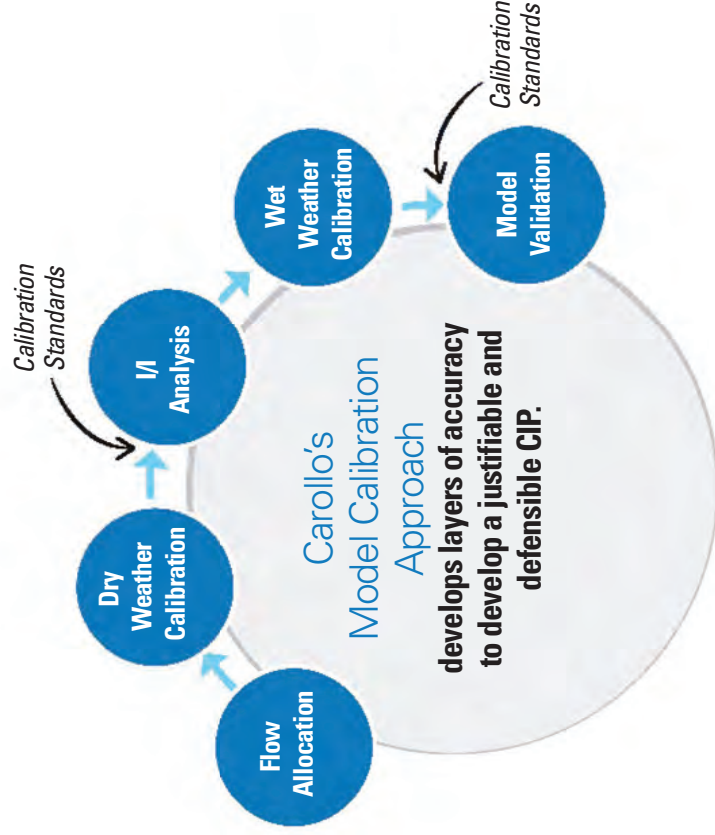 Flow
Allocation
Dry
Weather
Calibration
Calibration
Standards
I/I
Analysis
Wet
Weather
Calibration
Calibration
Standards
Model
Validation
Carollo's
Model Calibration
Approach
develops layers of accuracy
to develop a justifiable and
defensible CIP.